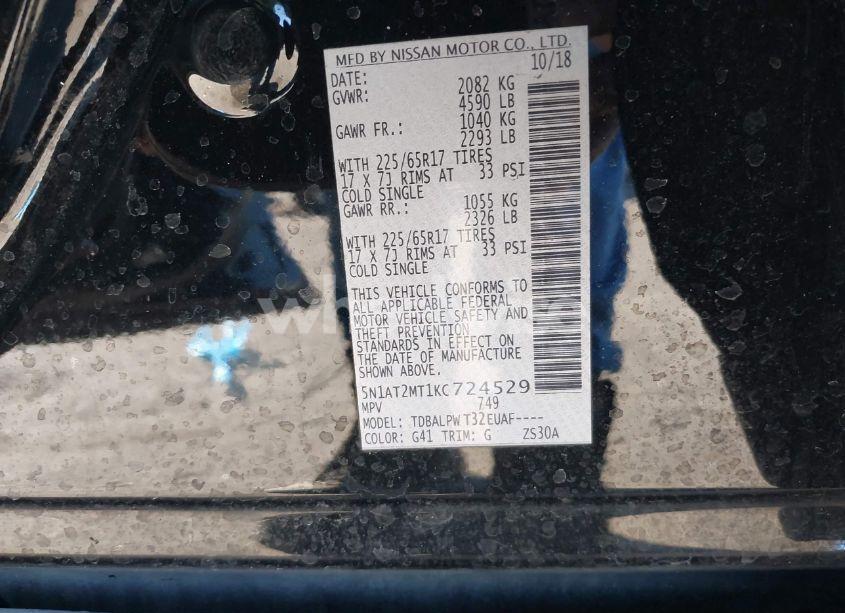 MFD BY NISSAN MOTOR CO., LTD.
DATE: 10/18
GVWR: 2082 KG
4590 LB
GAWR FR.: 1040 KG
2293 LB
WITH 225/65R17 TIRES
17 X 7J RIMS AT 33 PSI
COLD SINGLE
GAWR RR.: 1055 KG
2326 LB
WITH 225/65R17 TIRES
17 X 7J RIMS AT 33 PSI
COLD SINGLE
THIS VEHICLE CONFORMS TO
ALL APPLICABLE FEDERAL
MOTOR VEHICLE SAFETY AND
THEFT PREVENTION
STANDARDS IN EFFECT ON
THE DATE OF MANUFACTURE
SHOWN ABOVE.
5N1AT2MT1KC724529
MPV 749
MODEL: TDBALPWT32EUAF----
COLOR: G41 TRIM: G ZS30A